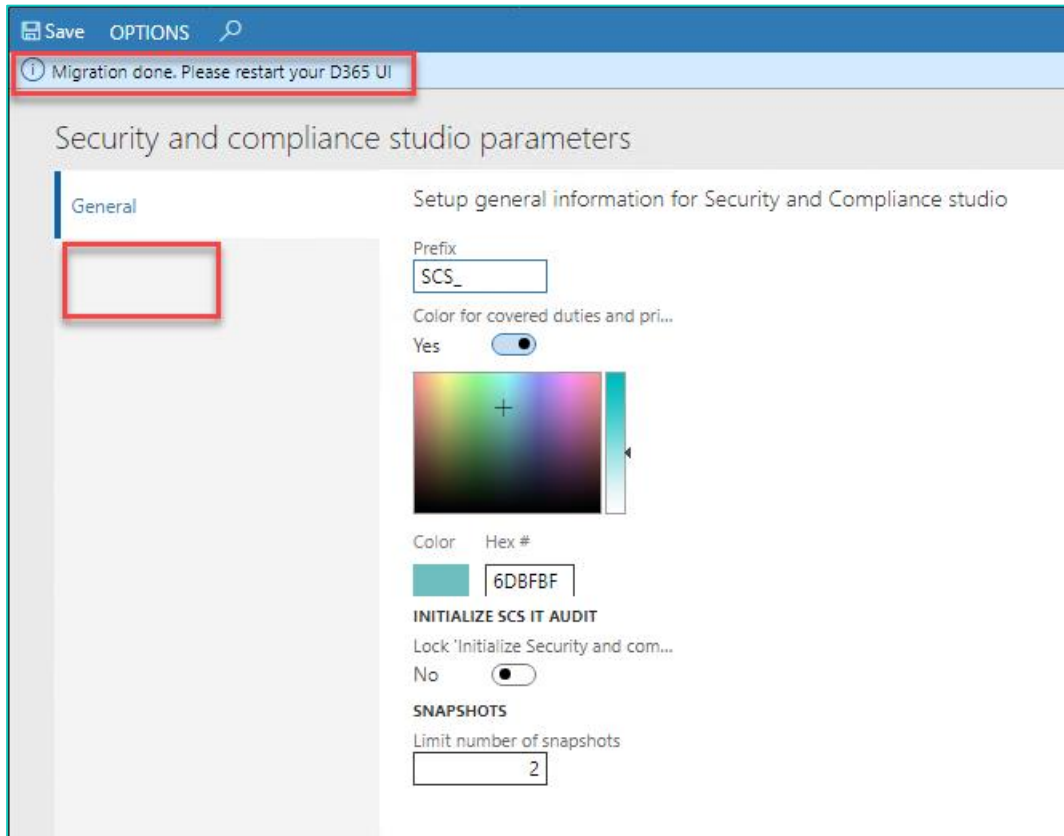 Save OPTIONS
Migration done. Please restart your D365 UI
Security and compliance studio parameters
General
Setup general information for Security and Compliance studio
Prefix
SCS_
Color for covered duties and pri...
Yes
Color Hex #
6DBFBF
INITIALIZE SCS IT AUDIT
Lock 'Initialize Security and com...
No
SNAPSHOTS
Limit number of snapshots
2